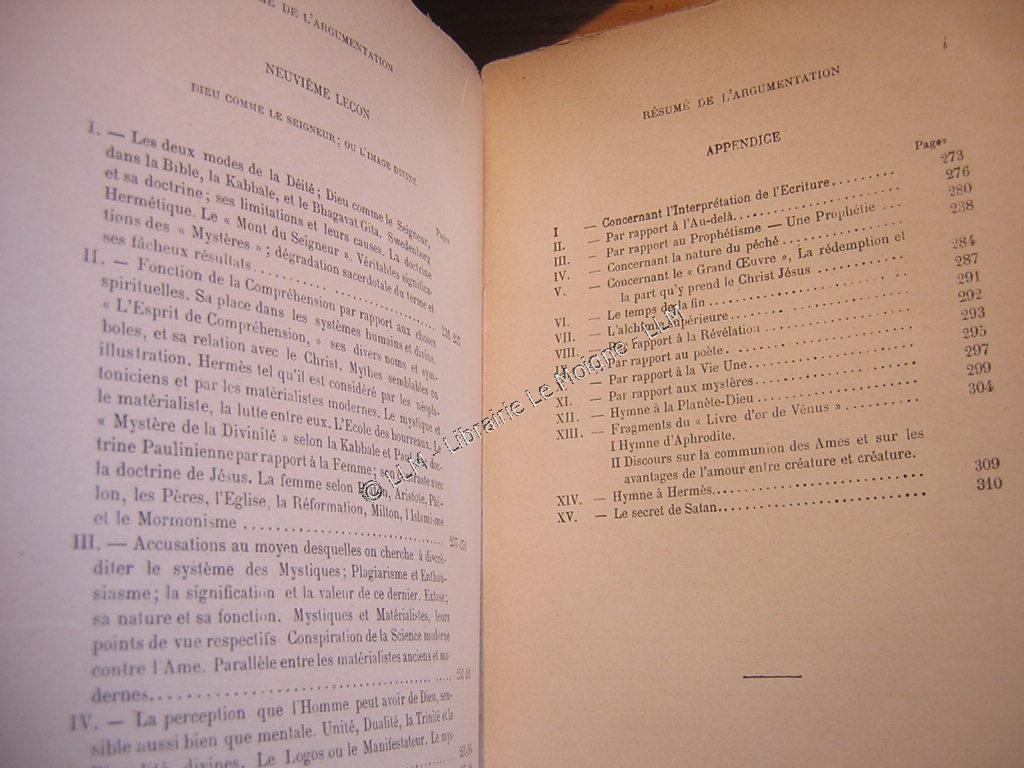 MÉ DE L'ARGUMENTATION
NEUVIÈME LEÇON
DIEU COMME LE SEIGNEUR ; OU L'IMAGE DIVINE
Pages
I. — Les deux modes de la Déité ; Dieu comme le Seigneur,
dans la Bible, la Kabbale, et le Bhagavat Gita, Swedenborg
et sa doctrine ; ses limitations et leurs causes. La doctrine
Hermétique. Le « Mont du Seigneur ». Véritables significa-
tions des « Mystères » ; dégradation sacerdotale du terme et
ses fâcheux résultats
II. — Fonction de la Compréhension par rapport aux choses
spirituelles. Sa place dans les systèmes humains et divins.
« L'Esprit de Compréhension, » ses divers noms et sym-
boles, et sa relation avec le Christ. Mythes semblables en
illustration. Hermès tel qu'il est considéré par les néopla-
toniciens et par les matérialistes modernes. Le mystique et
le matérialiste, la lutte entre eux. L'Ecole des bourreaux. Le
« Mystère de la Divinité » selon la Kabbale et Paul. La doc-
trine Paulinienne par rapport à la Femme ; son contraste avec
la doctrine de Jésus. La femme selon Platon, Aristote, Phi-
lon, les Pères, l'Eglise, la Réformation, Milton, l'Islamisme
et le Mormonisme
III. — Accusations au moyen desquelles on cherche à discré-
diter le système des Mystiques ; Plagiarisme et Enthou-
siasme ; la signification et la valeur de ce dernier. Extase ;
sa nature et sa fonction. Mystiques et Matérialistes, leurs
points de vue respectifs Conspiration de la Science moderne
contre l'Ame. Parallèle entre les matérialistes anciens et mo-
dernes
IV. — La perception que l'Homme peut avoir de Dieu, sen-
sible aussi bien que mentale. Unité, Dualité, la Trinité et la
divines. Le Logos ou le Manifestateur. Le mys-
i
RÉSUMÉ DE L'ARGUMENTATION
APPENDICE
Pages
I — Concernant l'Interprétation de l'Ecriture......... 273
II. — Par rapport à l'Au-delà......... 276
III. — Par rapport au Prophétisme — Une Prophétie ... 280
IV. — Concernant la nature du péché......... 238
V. — Concernant le « Grand Œuvre », La rédemption et
la part qu'y prend le Christ Jésus......... 284
VI. — Le temps de la fin......... 287
VII. — L'alchimie supérieure......... 291
VIII. — Par rapport à la Révélation......... 292
— Par rapport au poète......... 293
— Par rapport à la Vie Une......... 295
XI. — Par rapport aux mystères......... 297
XII. — Hymne à la Planète-Dieu......... 299
XIII. — Fragments du « Livre d'or de Vénus »......... 304
I Hymne d'Aphrodite.
II Discours sur la communion des Ames et sur les
avantages de l'amour entre créature et créature.
XIV. — Hymne à Hermès......... 309
XV. — Le secret de Satan......... 310
© LLM - Librairie Le Moigne - LLM